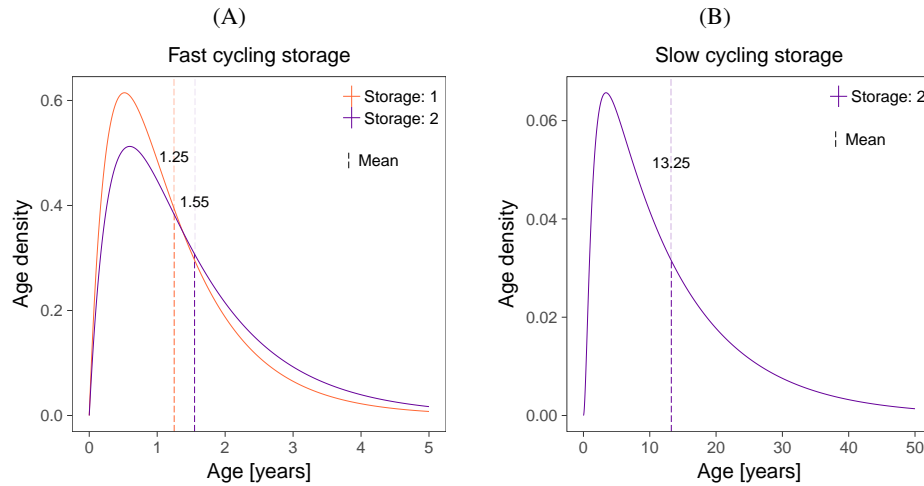 (A)
Fast cycling storage
Storage: 1
Storage: 2
Mean
1.25
1.55
0.6
0.4
0.2
0.0
Age density
0 1 2 3 4 5
Age [years]
(B)
Slow cycling storage
Storage: 2
Mean
13.25
0.06
0.04
0.02
0.00
Age density
0 10 20 30 40 50
Age [years]